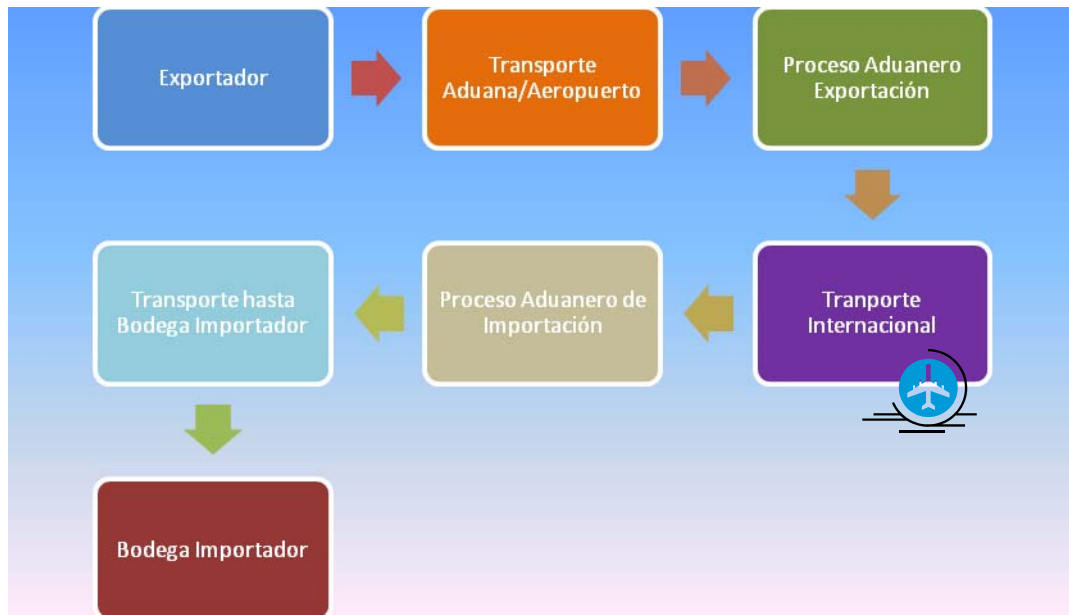 Exportador
Transporte
Aduana/Aeropuerto
Proceso Aduanero
Exportación
Tranporte
Internacional
Proceso Aduanero de
Importación
Transporte hasta
Bodega Importador
Bodega Importador